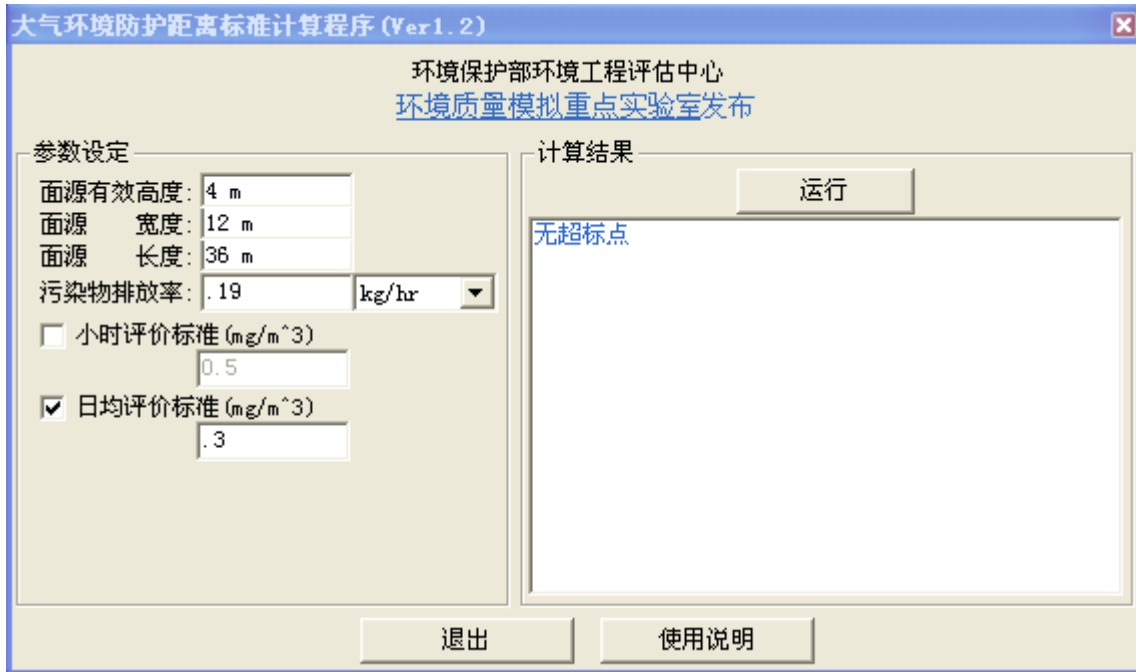 大气环境防护距离标准计算程序(Ver1.2)
环境保护部环境工程评估中心
环境质量模拟重点实验室发布
参数设定
面源有效高度: 4 m
面源 宽度: 12 m
面源 长度: 36 m
污染物排放率: .19 kg/hr
小时评价标准(mg/m^3)
0.5
日均评价标准(mg/m^3)
.3
计算结果
运行
无超标点
退出
使用说明